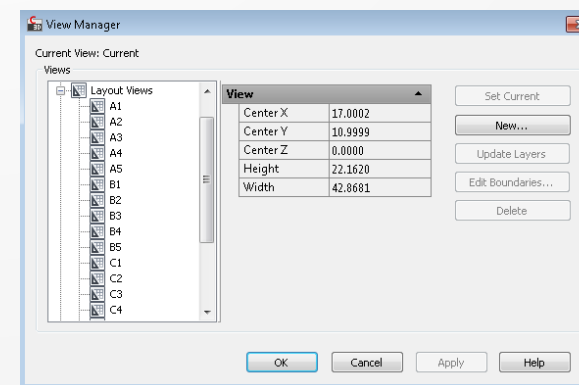 View Manager
Current View: Current
Views
Layout Views
A1
A2
A3
A4
A5
B1
B2
B3
B4
B5
C1
C2
C3
C4
View
Center X 17.0002
Center Y 10.9999
Center Z 0.0000
Height 22.1620
Width 42.8681
Set Current
New...
Update Layers
Edit Boundaries...
Delete
OK Cancel Apply Help